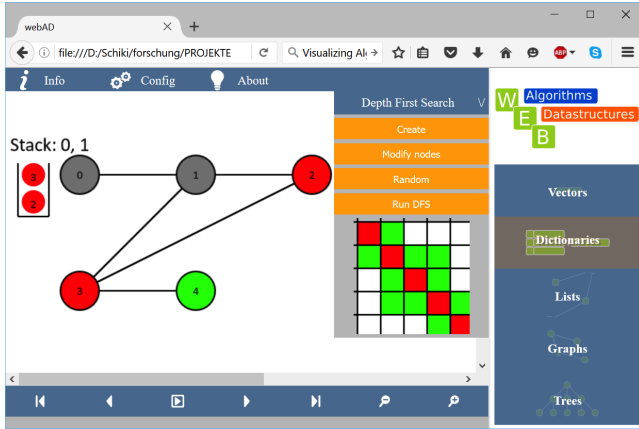 webAD
file:///D:/Schiki/forschung/PROJEKTE
Visualizing Al
ABP
S
i Info
Config
About
Depth First Search V
Create
Modify nodes
Random
Run DFS
Stack: 0, 1
3
2
0
1
2
3
4
W Algorithms
E Datastructures
B
Vectors
Dictionaries
Lists
Graphs
Trees